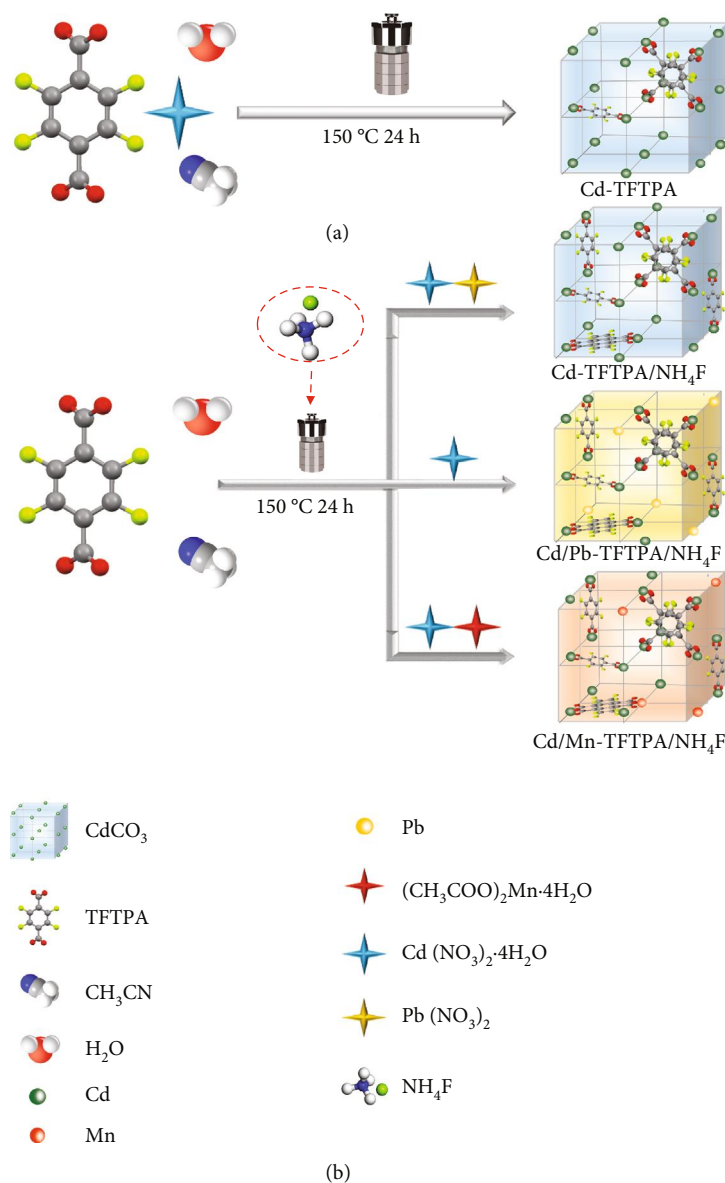 150 °C 24 h
Cd-TFTPA
(a)
Cd-TFTPA/NH₄F
150 °C 24 h
Cd/Pb-TFTPA/NH₄F
Cd/Mn-TFTPA/NH₄F
CdCO₃
TFTPA
CH₃CN
H₂O
Cd
Mn
Pb
(CH₃COO)₂Mn·4H₂O
Cd (NO₃)₂·4H₂O
Pb (NO₃)₂
NH₄F
(b)